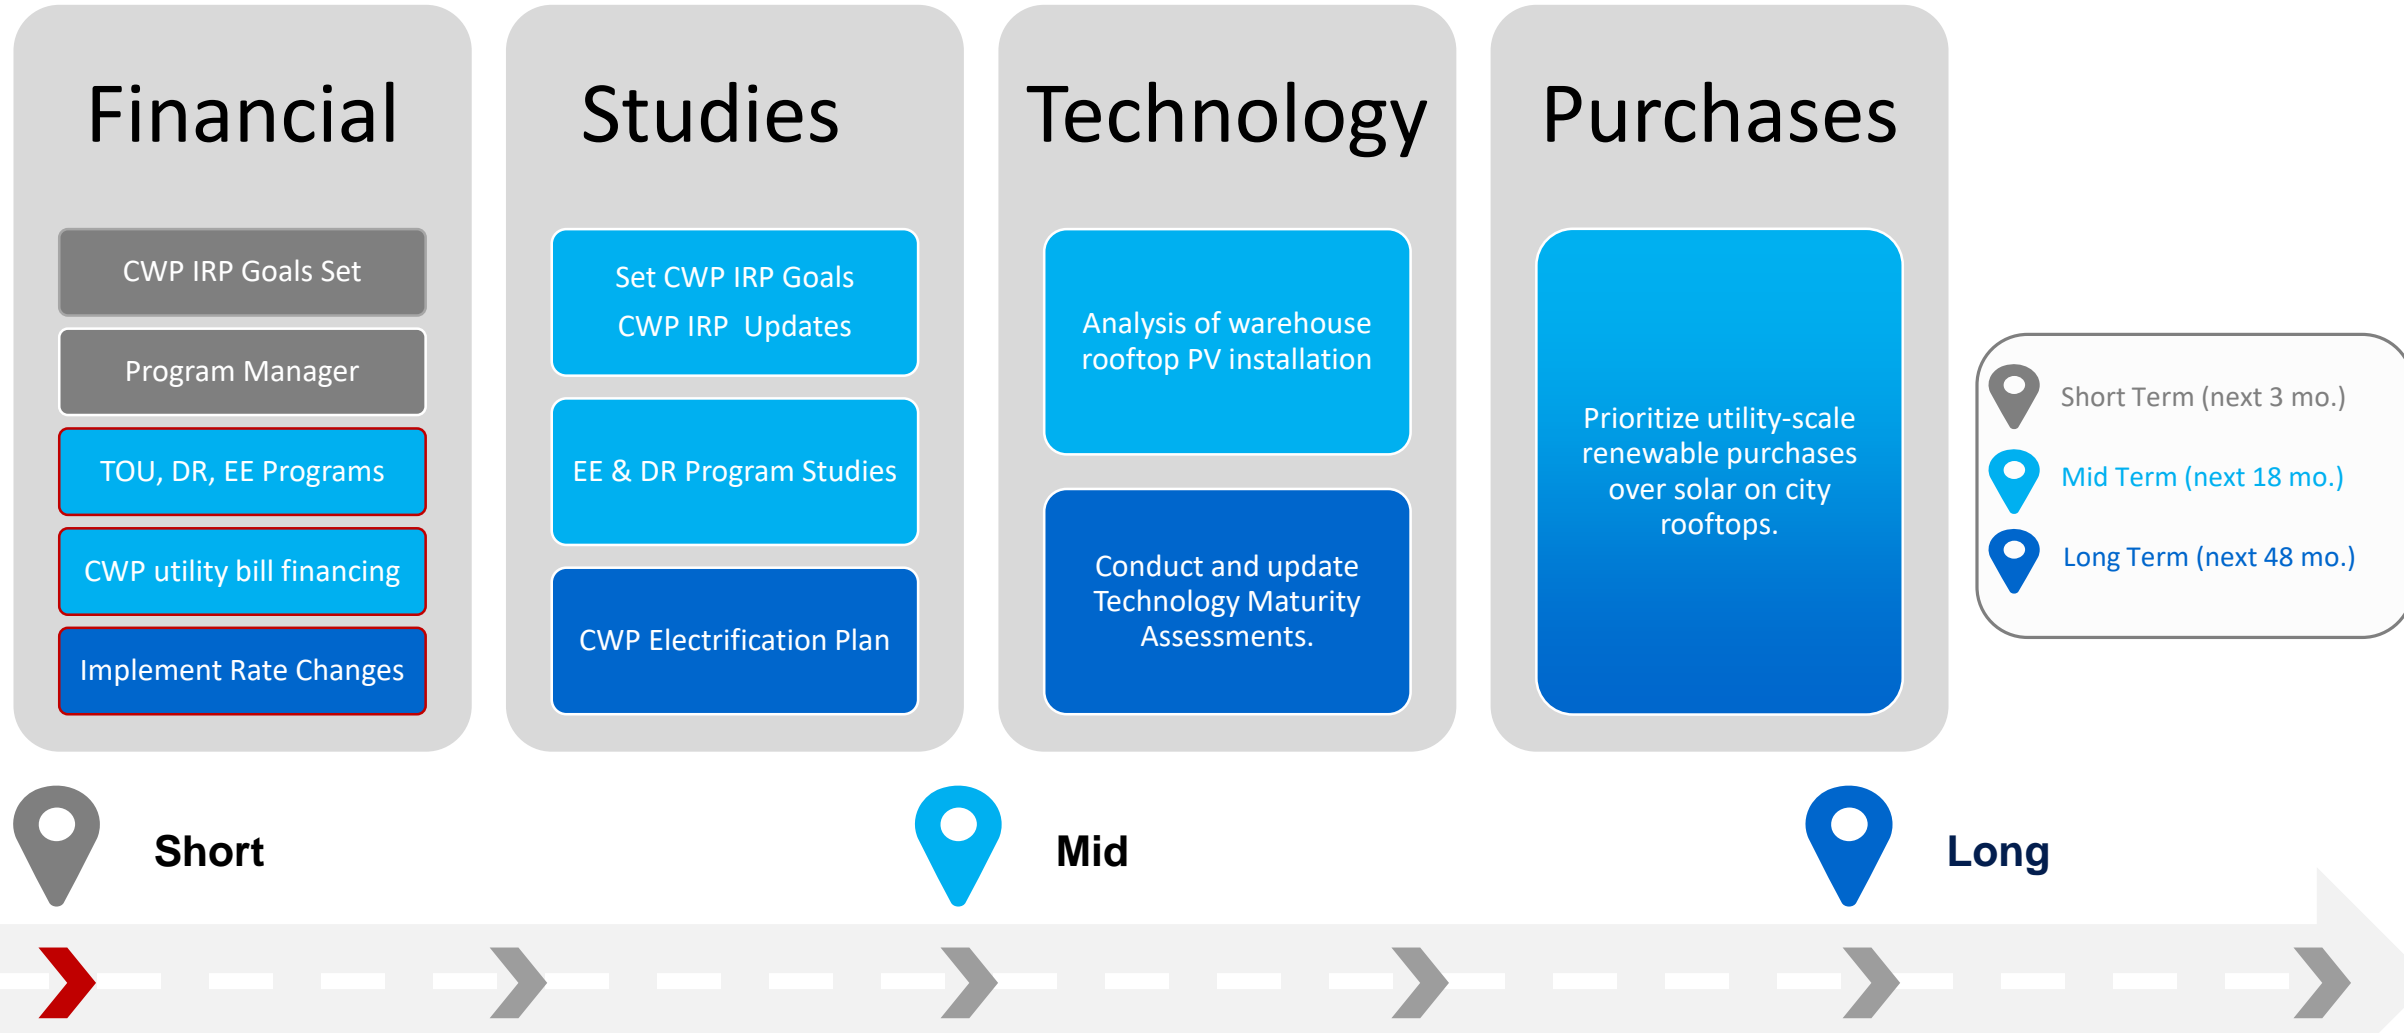 Financial
CWP IRP Goals Set
Program Manager
TOU, DR, EE Programs
CWP utility bill financing
Implement Rate Changes
Studies
Set CWP IRP Goals
CWP IRP  Updates
EE & DR Program Studies
CWP Electrification Plan
Technology
Analysis of warehouse
rooftop PV installation
Conduct and update
Technology Maturity
Assessments.
Purchases
Prioritize utility-scale
renewable purchases
over solar on city
rooftops.
Short Term (next 3 mo.)
Mid Term (next 18 mo.)
Long Term (next 48 mo.)
Short
Mid
Long